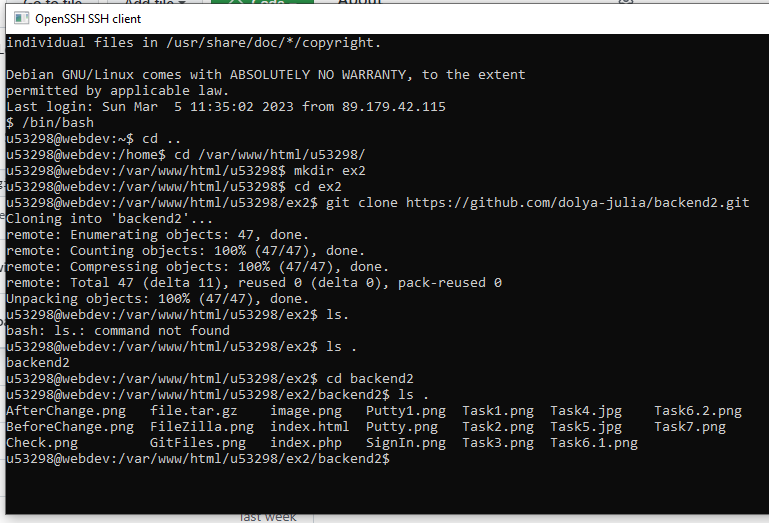 Go to file
Add file
Code
About
OpenSSH SSH client
individual files in /usr/share/doc/*/copyright.
Debian GNU/Linux comes with ABSOLUTELY NO WARRANTY, to the extent
permitted by applicable law.
Last login: Sun Mar  5 11:35:02 2023 from 89.179.42.115
$ /bin/bash
u53298@webdev:~$ cd ..
u53298@webdev:/home$ cd /var/www/html/u53298/
u53298@webdev:/var/www/html/u53298$ mkdir ex2
u53298@webdev:/var/www/html/u53298$ cd ex2
u53298@webdev:/var/www/html/u53298/ex2$ git clone https://github.com/dolya-julia/backend2.git
Cloning into 'backend2'...
remote: Enumerating objects: 47, done.
remote: Counting objects: 100% (47/47), done.
remote: Compressing objects: 100% (47/47), done.
remote: Total 47 (delta 11), reused 0 (delta 0), pack-reused 0
Unpacking objects: 100% (47/47), done.
u53298@webdev:/var/www/html/u53298/ex2$ ls.
bash: ls.: command not found
u53298@webdev:/var/www/html/u53298/ex2$ ls .
backend2
u53298@webdev:/var/www/html/u53298/ex2$ cd backend2
u53298@webdev:/var/www/html/u53298/ex2/backend2$ ls .
AfterChange.png   file.tar.gz    image.png   Putty1.png  Task1.png  Task4.jpg    Task6.2.png
BeforeChange.png  FileZilla.png  index.html  Putty.png   Task2.png  Task5.jpg    Task7.png
Check.png         GitFiles.png   index.php   SignIn.png  Task3.png  Task6.1.png
u53298@webdev:/var/www/html/u53298/ex2/backend2$
last week